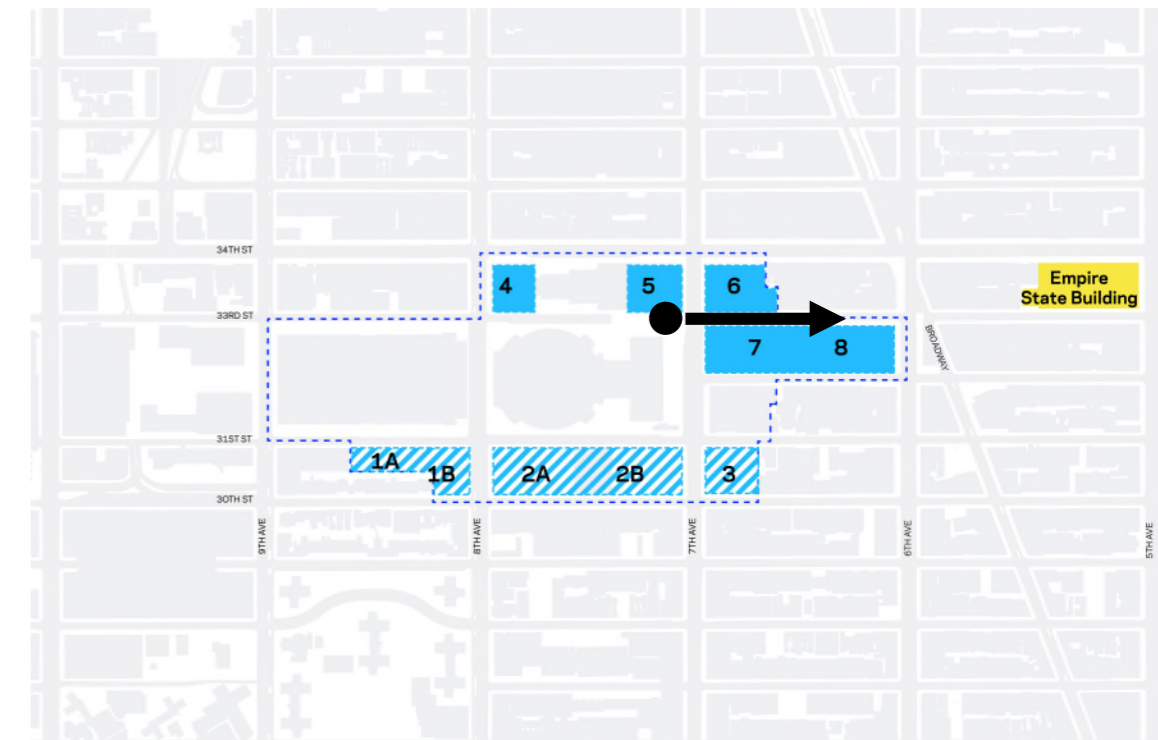 34TH ST
4
5
6
Empire
State Building
33RD ST
7
8
BROADWAY
31ST ST
1A
1B
2A
2B
3
30TH ST
9TH AVE
8TH AVE
7TH AVE
6TH AVE
5TH AVE